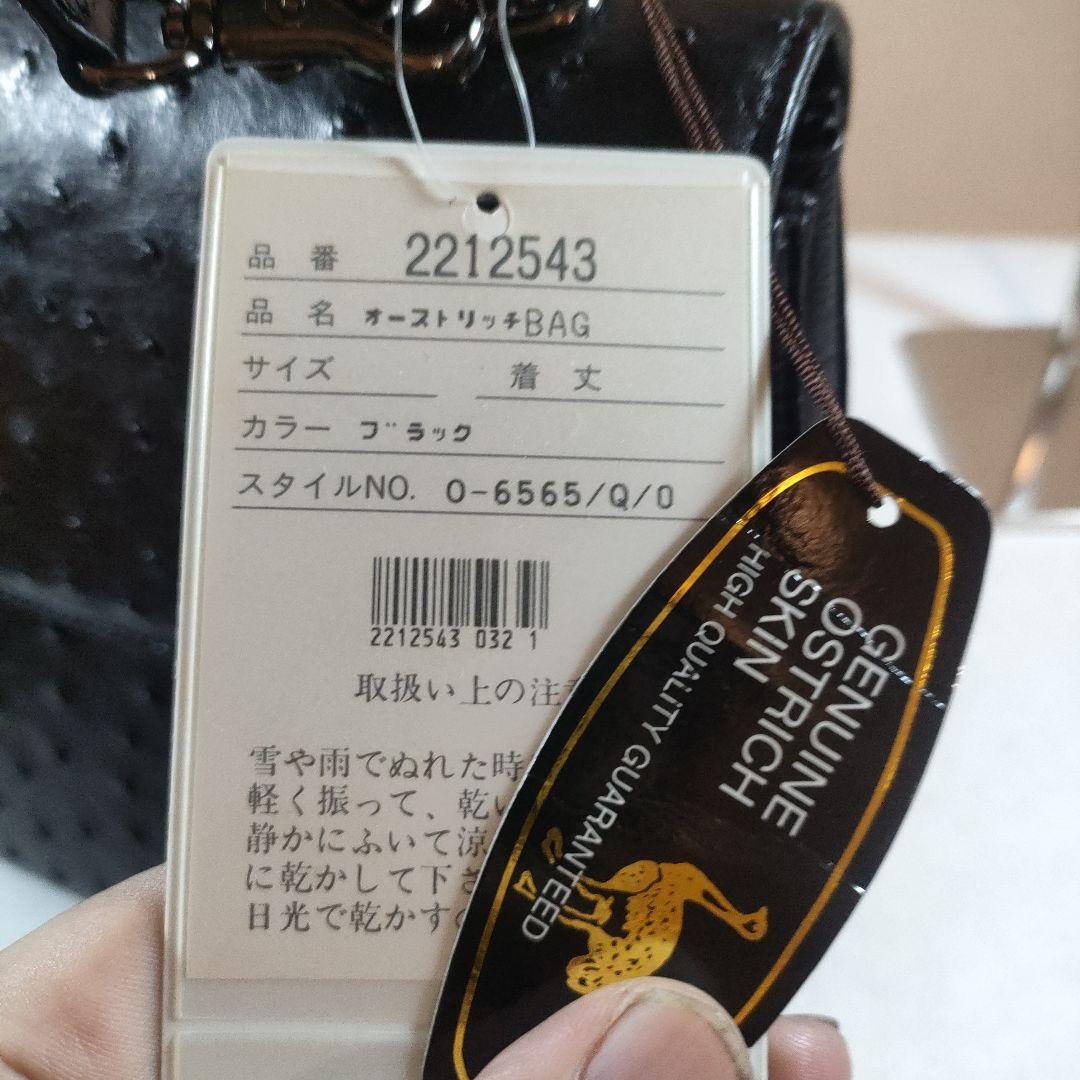 品番 2212543
品名 オーストリッチBAG
サイズ 着丈
カラー ブラック
スタイルNO. O-6565/Q/O
2212543 032 1
取扱い上の注
雪や雨でぬれた時
軽く振って、乾い
静かにふいて涼
に乾かして下さ
日光で乾かす
GENUINE
OSTRICH
SKIN
HIGH QUALiTY GUARANTEED